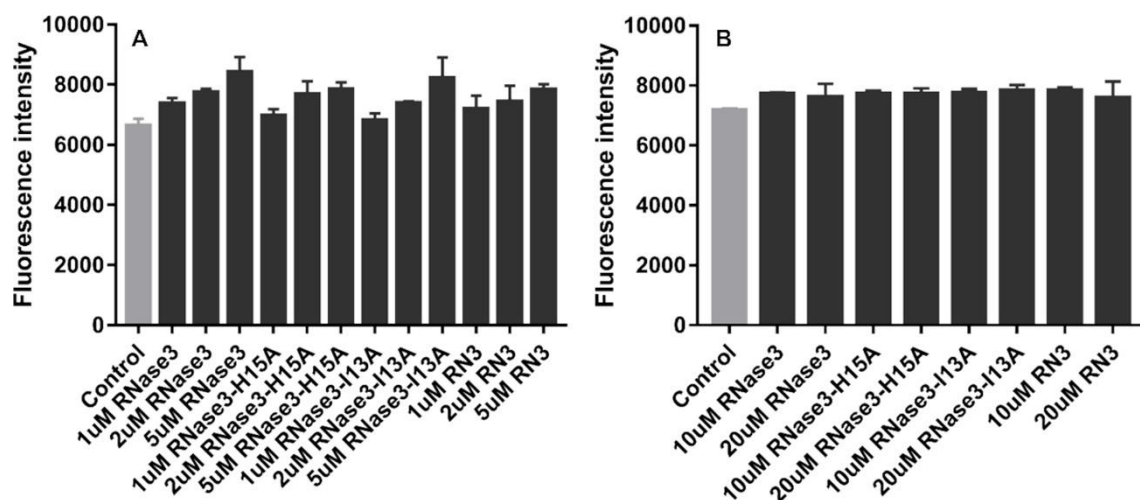 A
Fluorescence intensity
10000
8000
6000
4000
2000
0
Control
1uM RNase3
2uM RNase3
5uM RNase3
1uM RNase3-H15A
2uM RNase3-H15A
5uM RNase3-H15A
1uM RNase3-I13A
2uM RNase3-I13A
5uM RNase3-I13A
1uM RN3
2uM RN3
5uM RN3
B
Fluorescence intensity
10000
8000
6000
4000
2000
0
Control
10uM RNase3
20uM RNase3
10uM RNase3-H15A
20uM RNase3-H15A
10uM RNase3-I13A
20uM RNase3-I13A
10uM RN3
20uM RN3